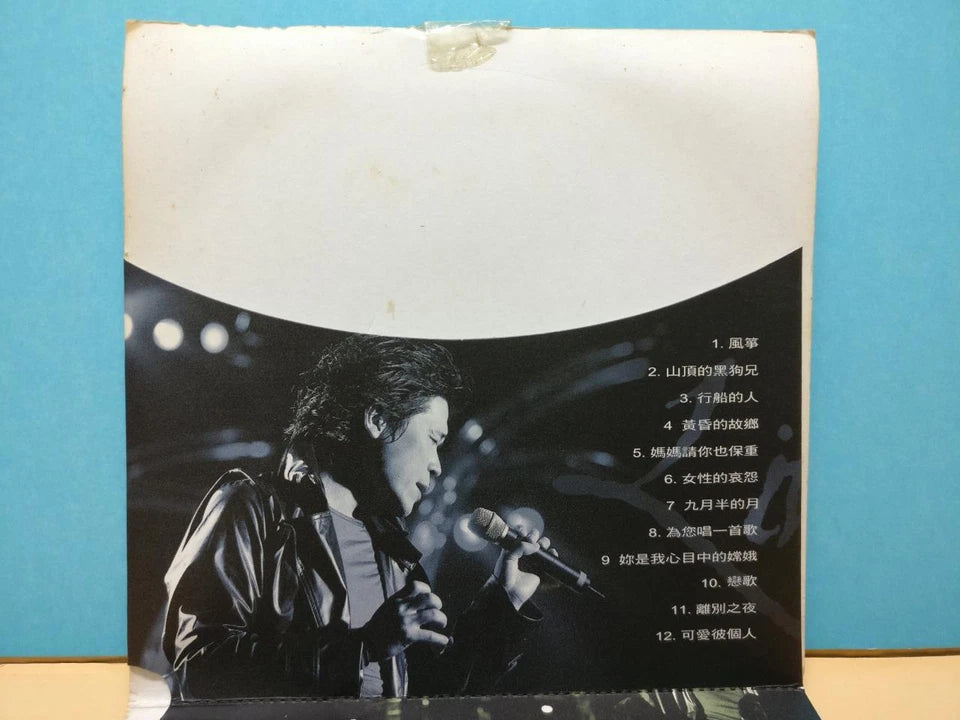 1. 風箏
2. 山頂的黑狗兄
3. 行船的人
4 黃昏的故鄉
5. 媽媽請你也保重
6. 女性的哀怨
7 九月半的月
8. 為您唱一首歌
9 妳是我心目中的嫦娥
10. 戀歌
11. 離別之夜
12. 可愛彼個人